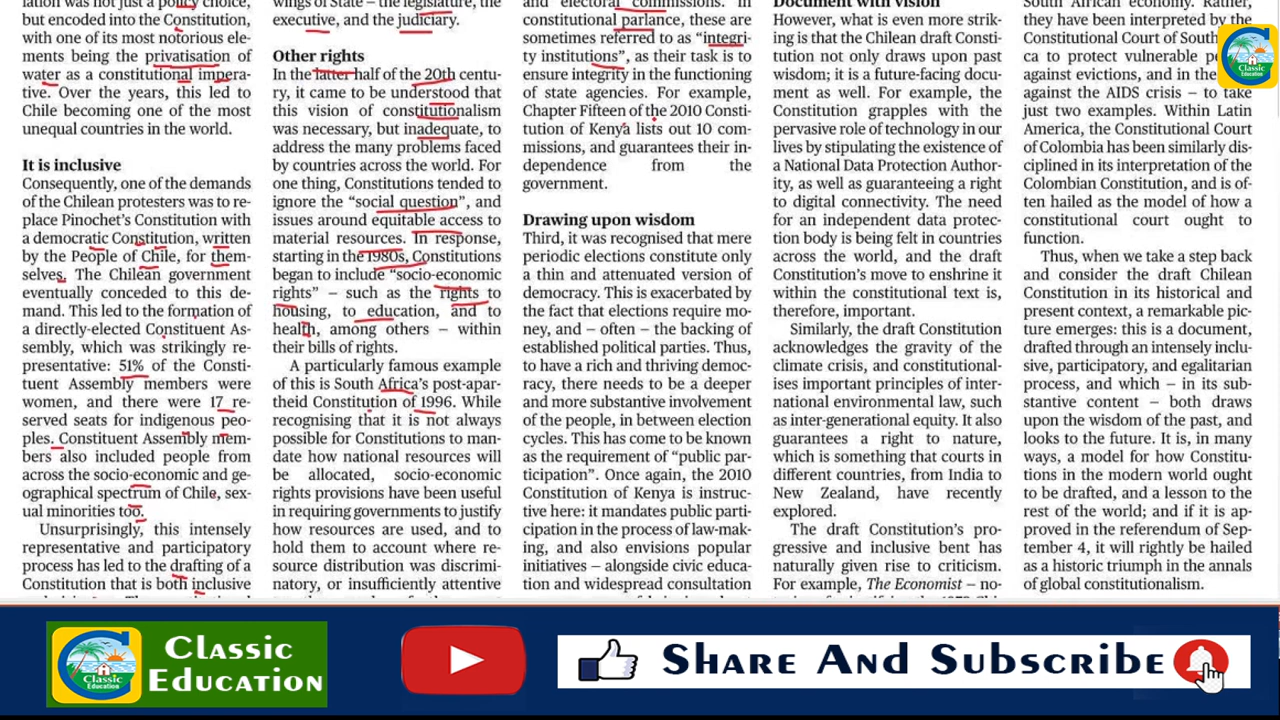 lation was not just a policy choice,
but encoded into the Constitution,
with one of its most notorious ele-
ments being the privatisation of
water as a constitutional impera-
tive. Over the years, this led to
Chile becoming one of the most
unequal countries in the world.
It is inclusive
Consequently, one of the demands
of the Chilean protesters was to re-
place Pinochet's Constitution with
a democratic Constitution, written
by the People of Chile, for them-
selves. The Chilean government
eventually conceded to this de-
mand. This led to the formation of
a directly-elected Constituent As-
sembly, which was strikingly re-
presentative: 51% of the Consti-
tuent Assembly members were
women, and there were 17 re-
served seats for indigenous peo-
ples. Constituent Assembly mem-
bers also included people from
across the socio-economic and ge-
ographical spectrum of Chile, sex-
ual minorities too.
Unsurprisingly, this intensely
representative and participatory
process has led to the drafting of a
Constitution that is both inclusive
wings of State – the legislature, the
executive, and the judiciary.
Other rights
In the latter half of the 20th centu-
ry, it came to be understood that
this vision of constitutionalism
was necessary, but inadequate, to
address the many problems faced
by countries across the world. For
one thing, Constitutions tended to
ignore the “social question”, and
issues around equitable access to
material resources. In response,
starting in the 1980s, Constitutions
began to include “socio-economic
rights” – such as the rights to
housing, to education, and to
health, among others – within
their bills of rights.
A particularly famous example
of this is South Africa's post-apar-
theid Constitution of 1996. While
recognising that it is not always
possible for Constitutions to man-
date how national resources will
be allocated, socio-economic
rights provisions have been useful
in requiring governments to justify
how resources are used, and to
hold them to account where re-
source distribution was discrimi-
natory, or insufficiently attentive
and electoral commissions. In
constitutional parlance, these are
sometimes referred to as “integri-
ty institutions”, as their task is to
ensure integrity in the functioning
of state agencies. For example,
Chapter Fifteen of the 2010 Consti-
tution of Kenya lists out 10 com-
missions, and guarantees their in-
dependence from the
government.
Drawing upon wisdom
Third, it was recognised that mere
periodic elections constitute only
a thin and attenuated version of
democracy. This is exacerbated by
the fact that elections require mo-
ney, and – often – the backing of
established political parties. Thus,
to have a rich and thriving democ-
racy, there needs to be a deeper
and more substantive involvement
of the people, in between election
cycles. This has come to be known
as the requirement of “public par-
ticipation”. Once again, the 2010
Constitution of Kenya is instruc-
tive here: it mandates public parti-
cipation in the process of law-mak-
ing, and also envisions popular
initiatives – alongside civic educa-
tion and widespread consultation
Document with vision
However, what is even more strik-
ing is that the Chilean draft Consti-
tution not only draws upon past
wisdom; it is a future-facing docu-
ment as well. For example, the
Constitution grapples with the
pervasive role of technology in our
lives by stipulating the existence of
a National Data Protection Author-
ity, as well as guaranteeing a right
to digital connectivity. The need
for an independent data protec-
tion body is being felt in countries
across the world, and the draft
Constitution's move to enshrine it
within the constitutional text is,
therefore, important.
Similarly, the draft Constitution
acknowledges the gravity of the
climate crisis, and constitutional-
ises important principles of inter-
national environmental law, such
as inter-generational equity. It also
guarantees a right to nature,
which is something that courts in
different countries, from India to
New Zealand, have recently
explored.
The draft Constitution's pro-
gressive and inclusive bent has
naturally given rise to criticism.
For example, The Economist – no-
South African economy. Rather,
they have been interpreted by the
Constitutional Court of South
ca to protect vulnerable
against evictions, and in the
against the AIDS crisis – to take
just two examples. Within Latin
America, the Constitutional Court
of Colombia has been similarly dis-
ciplined in its interpretation of the
Colombian Constitution, and is of-
ten hailed as the model of how a
constitutional court ought to
function.
Thus, when we take a step back
and consider the draft Chilean
Constitution in its historical and
present context, a remarkable pic-
ture emerges: this is a document,
drafted through an intensely inclu-
sive, participatory, and egalitarian
process, and which – in its sub-
stantive content – both draws
upon the wisdom of the past, and
looks to the future. It is, in many
ways, a model for how Constitu-
tions in the modern world ought
to be drafted, and a lesson to the
rest of the world; and if it is ap-
proved in the referendum of Sep-
tember 4, it will rightly be hailed
as a historic triumph in the annals
of global constitutionalism.
Classic
Education
Classic
Education
Classic
Education
Share And Subscribe